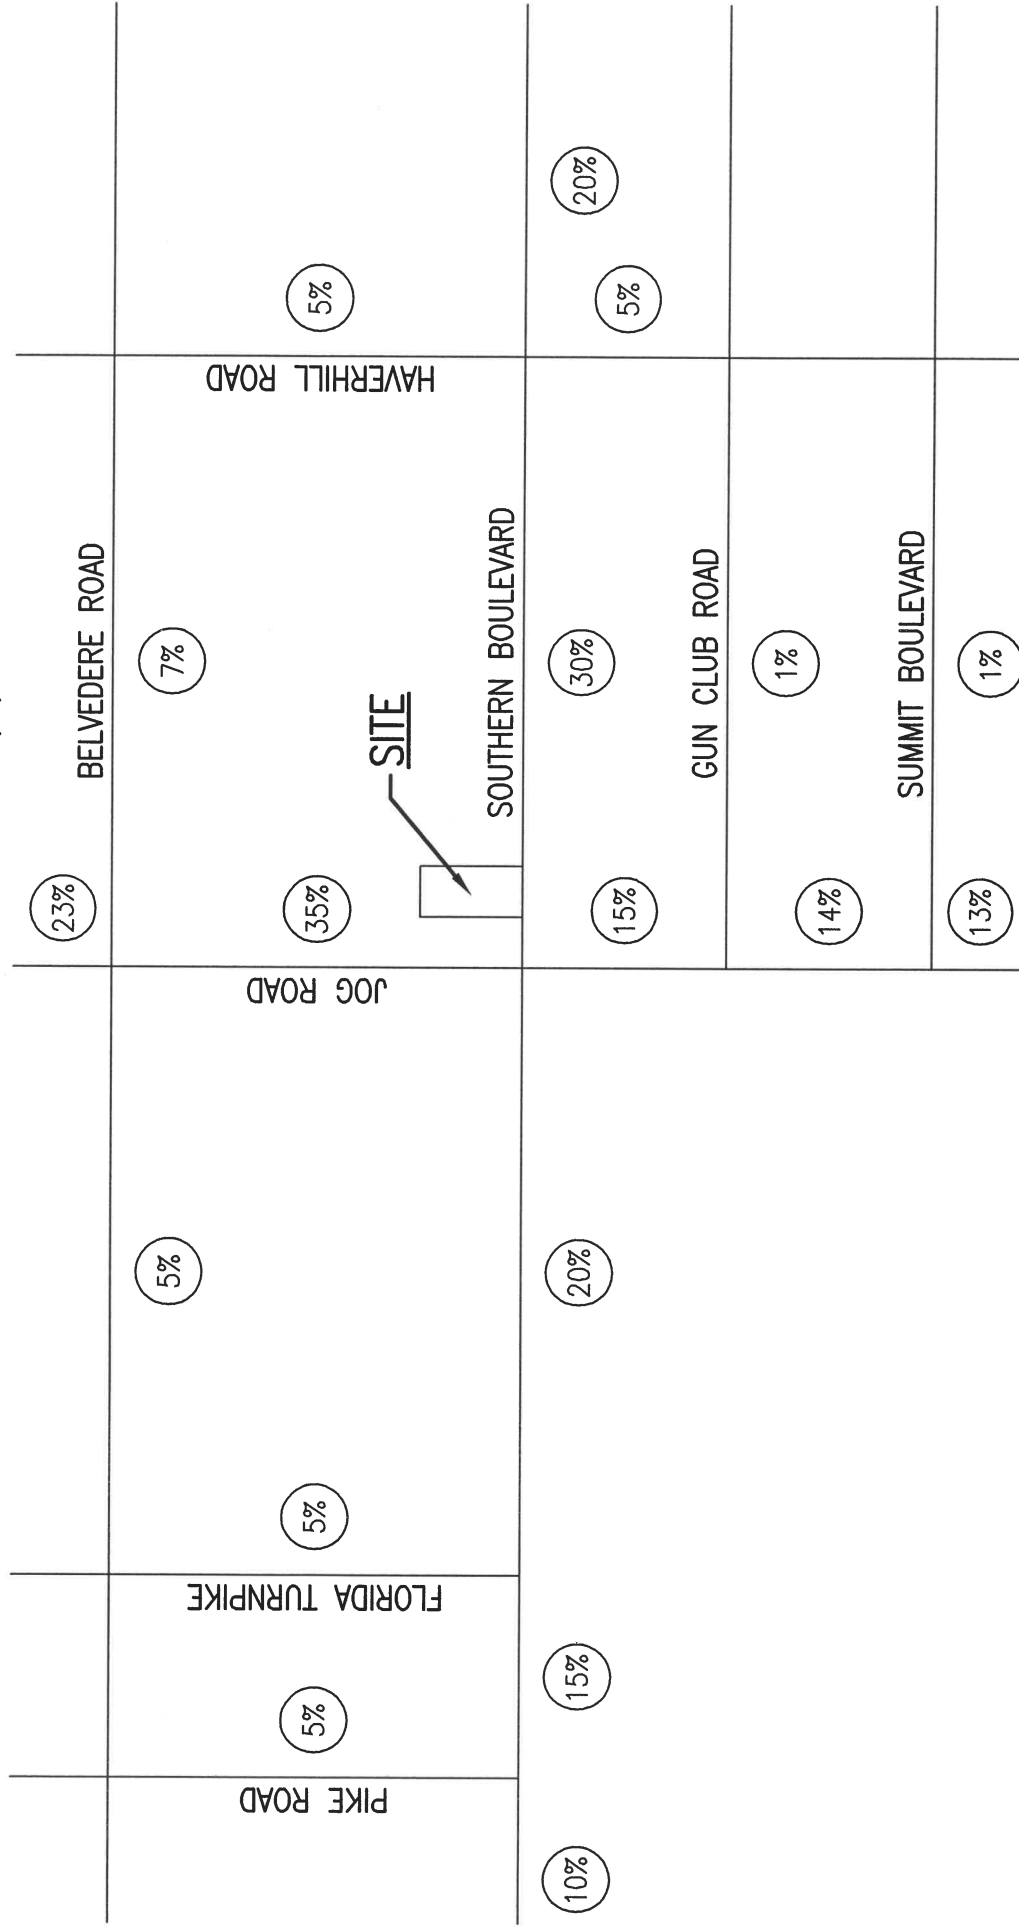 BELVEDERE ROAD
23%
5%
7%
PIKE ROAD
5%
FLORIDA TURNPIKE
5%
JOG ROAD
35%
SITE
HAVERHILL ROAD
5%
SOUTHERN BOULEVARD
10%
15%
20%
30%
20%
15%
5%
GUN CLUB ROAD
1%
14%
SUMMIT BOULEVARD
13%
1%